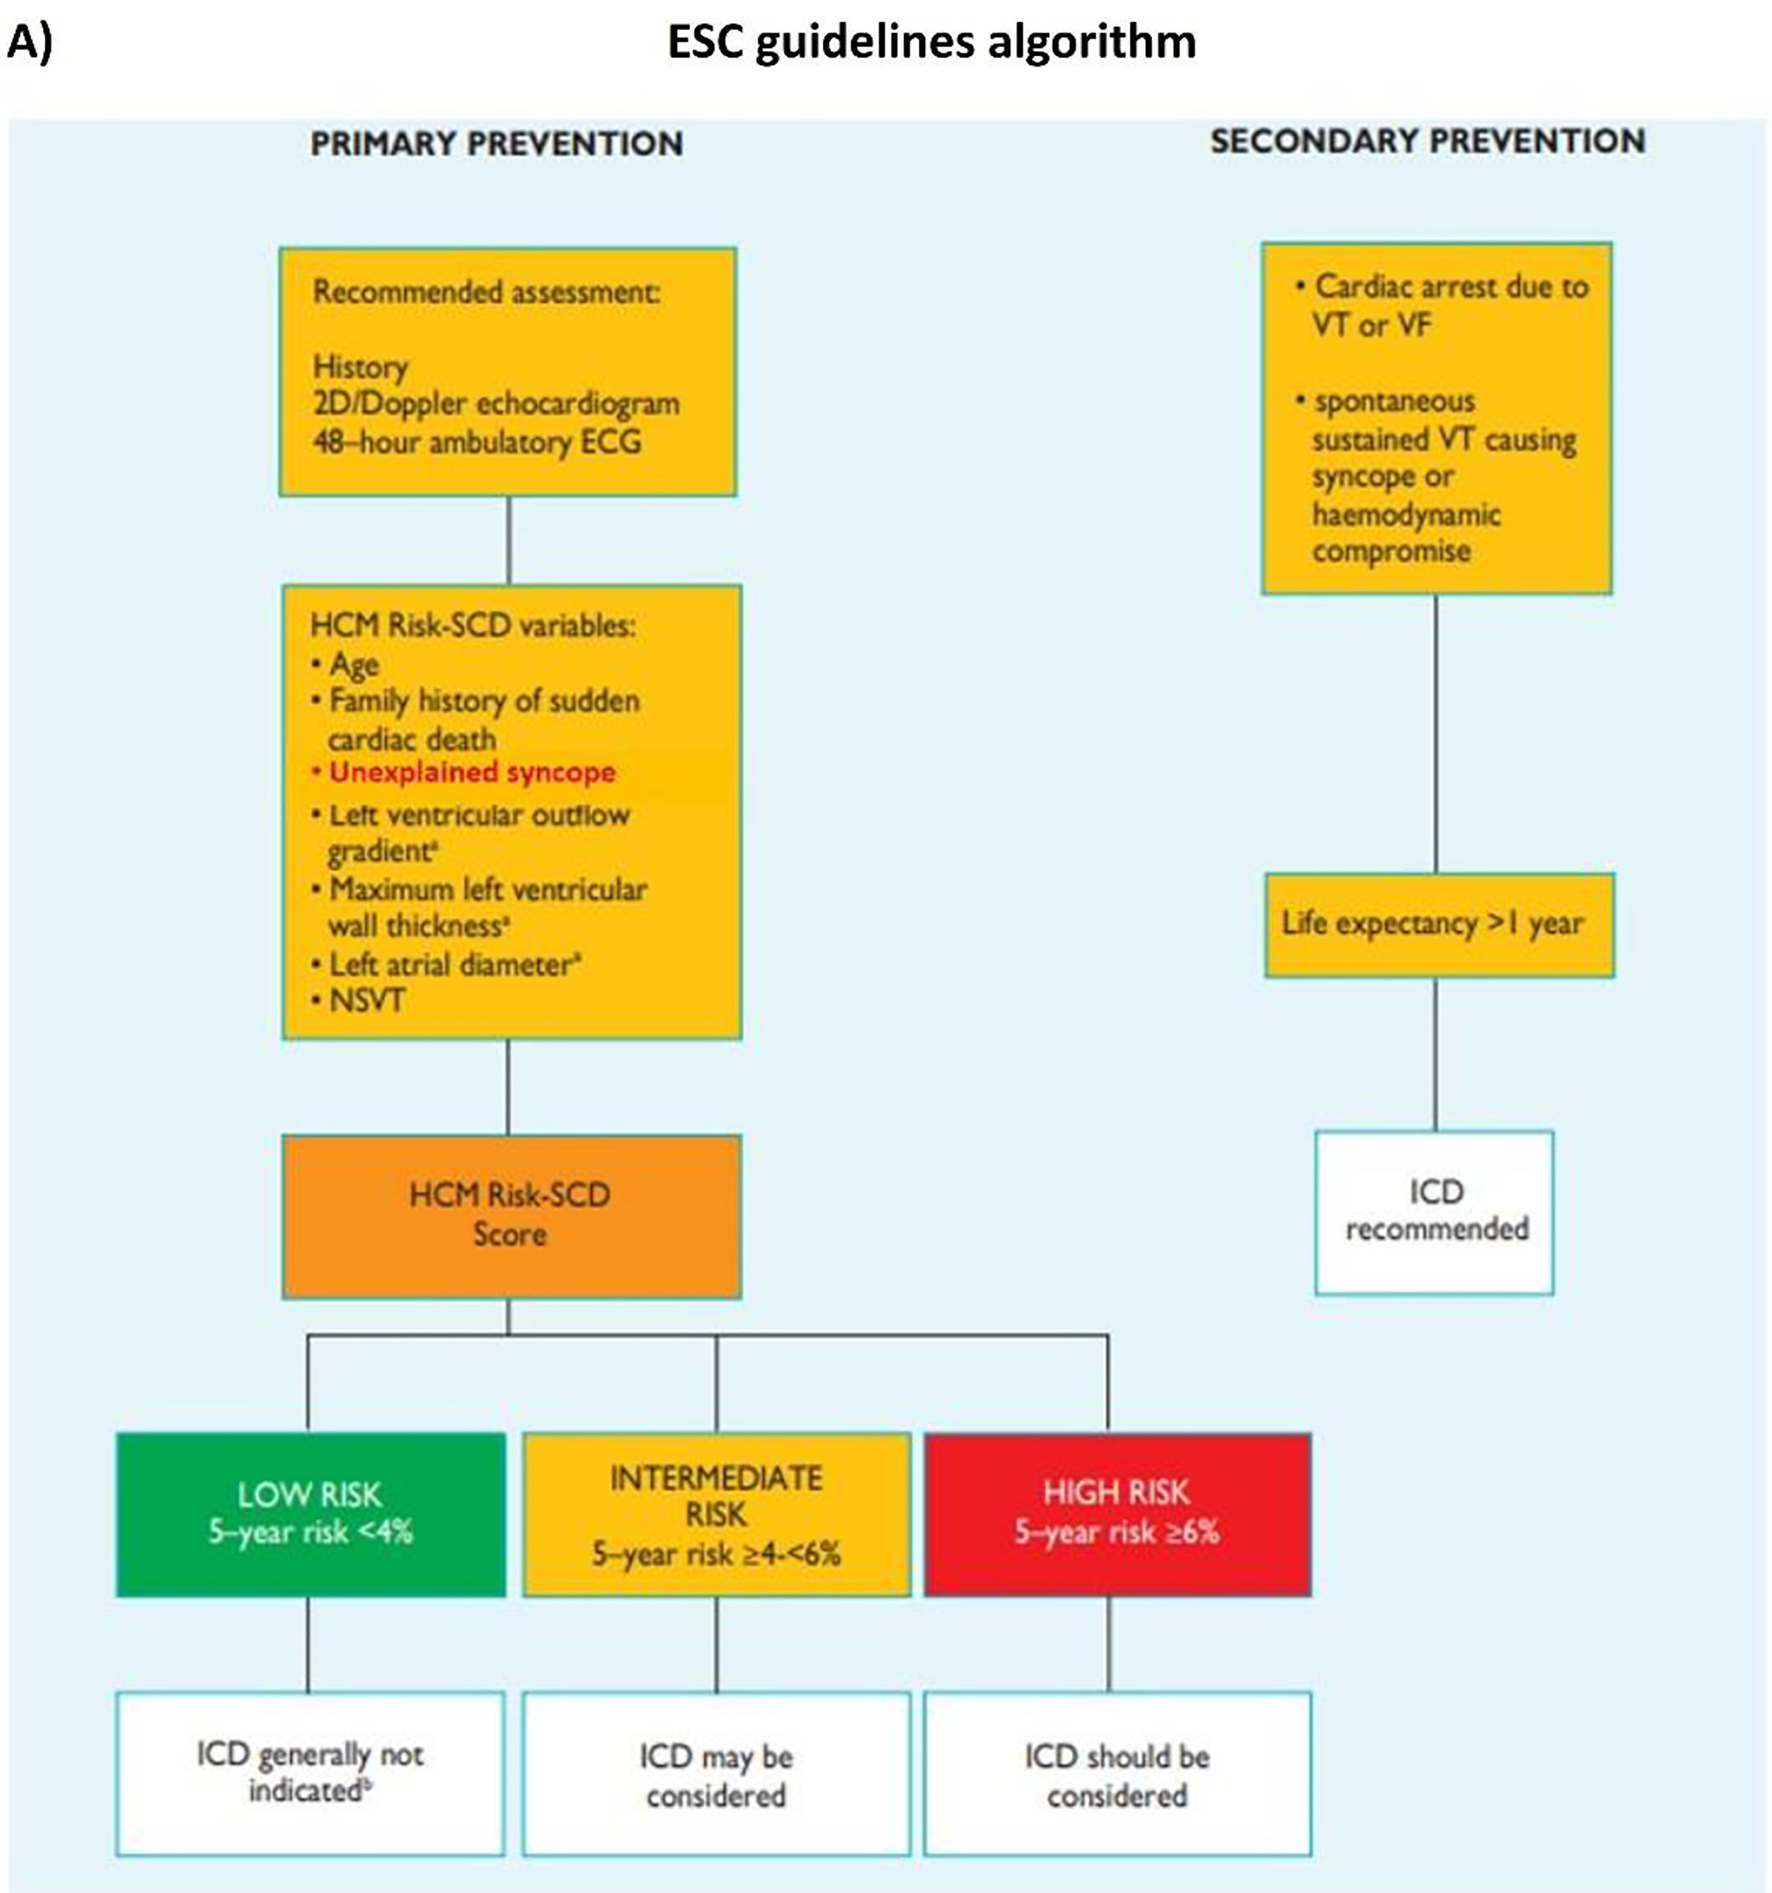 A)
ESC guidelines algorithm
PRIMARY PREVENTION
Recommended assessment:
History
2D/Doppler echocardiogram
48–hour ambulatory ECG
HCM Risk-SCD variables:
• Age
• Family history of sudden
cardiac death
• Unexplained syncope
• Left ventricular outflow
gradientᵃ
• Maximum left ventricular
wall thicknessᵃ
• Left atrial diameterᵃ
• NSVT
HCM Risk-SCD
Score
LOW RISK
5–year risk <4%
INTERMEDIATE
RISK
5–year risk ≥4-<6%
HIGH RISK
5–year risk ≥6%
ICD generally not
indicatedᵇ
ICD may be
considered
ICD should be
considered
SECONDARY PREVENTION
• Cardiac arrest due to
VT or VF
• spontaneous
sustained VT causing
syncope or
haemodynamic
compromise
Life expectancy >1 year
ICD
recommended